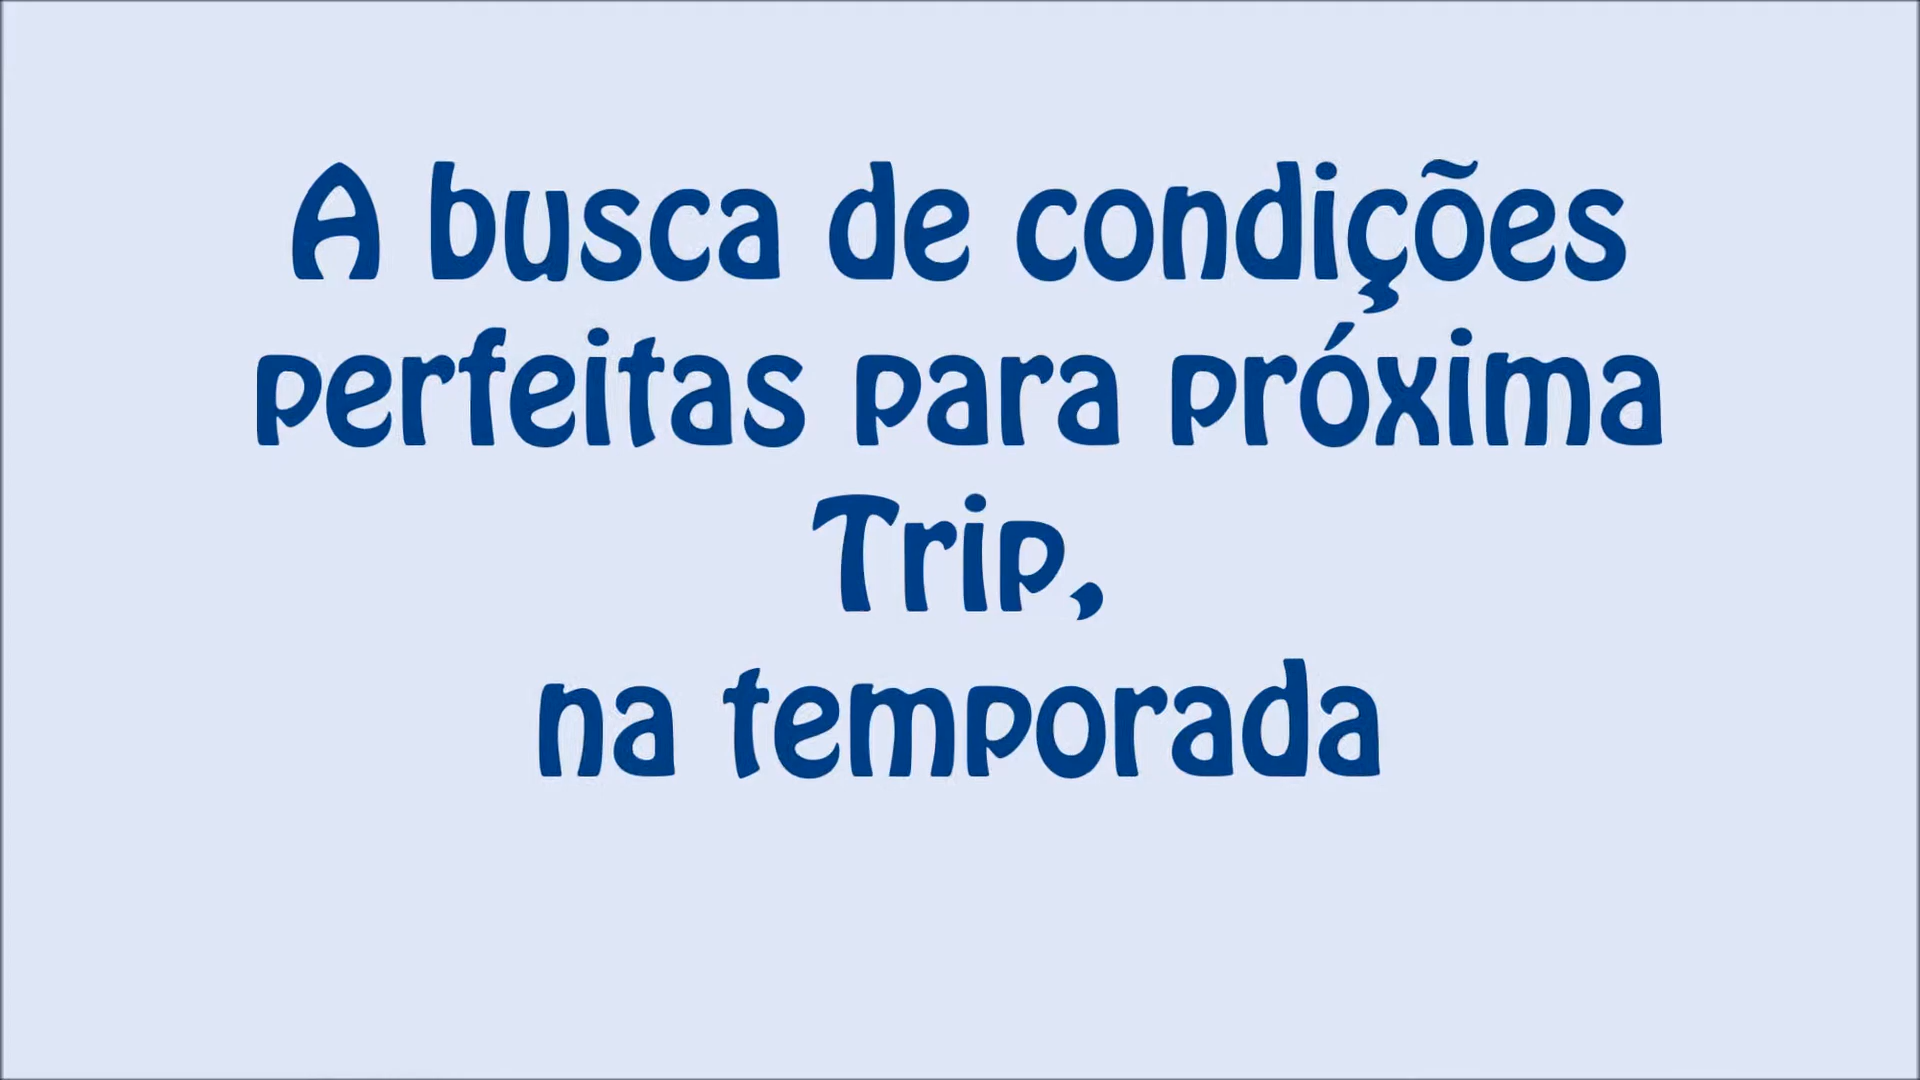 A busca de condições
perfeitas para próxima
Trip,
na temporada